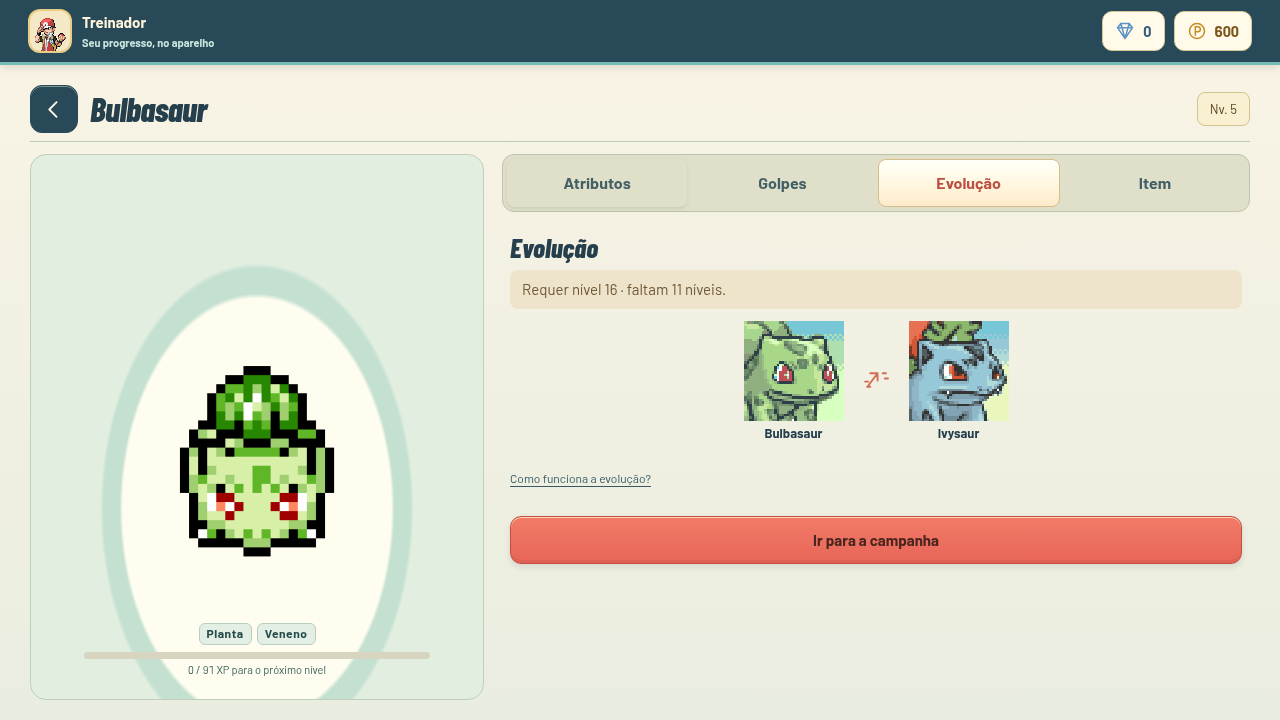 Treinador
Seu progresso, no aparelho
0
600
Bulbasaur
Nv. 5
Atributos
Golpes
Evolução
Item
Evolução
Requer nível 16 · faltam 11 níveis.
Bulbasaur
Ivysaur
Como funciona a evolução?
Ir para a campanha
Planta
Veneno
0 / 91 XP para o próximo nível